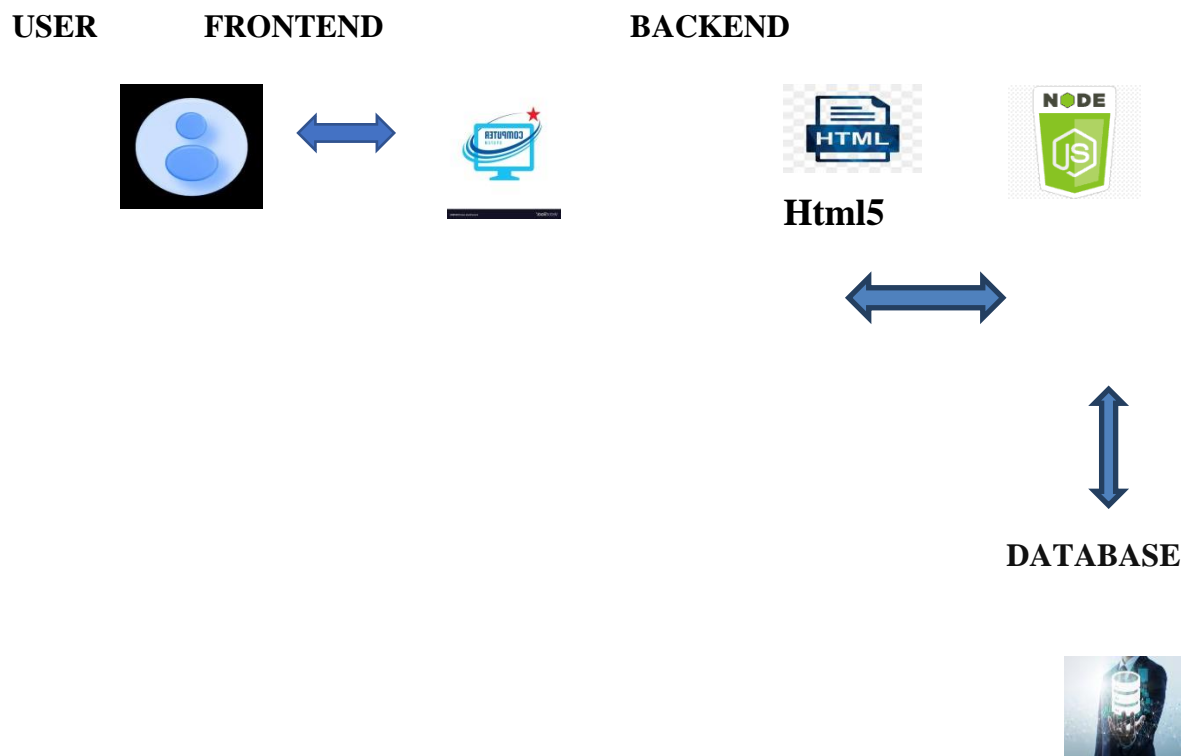 USER FRONTEND BACKEND
COMPUTER
HTML
NODE
JS
Html5
DATABASE